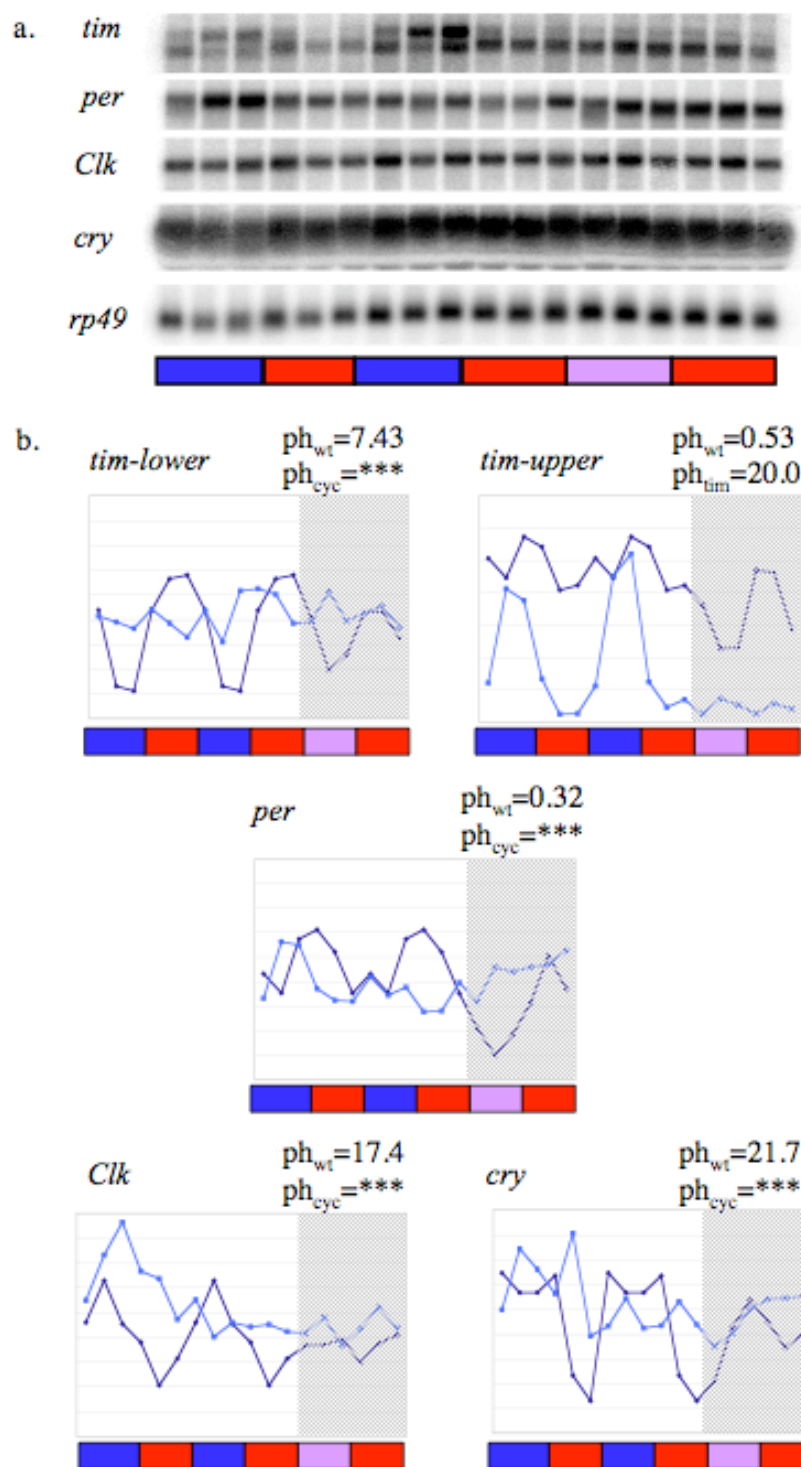 a. tim
per
Clk
cry
rp49
b.
tim-lower
ph_wt=7.43
ph_cyc=***
tim-upper
ph_wt=0.53
ph_tim=20.0
per
ph_wt=0.32
ph_cyc=***
Clk
ph_wt=17.4
ph_cyc=***
cry
ph_wt=21.7
ph_cyc=***